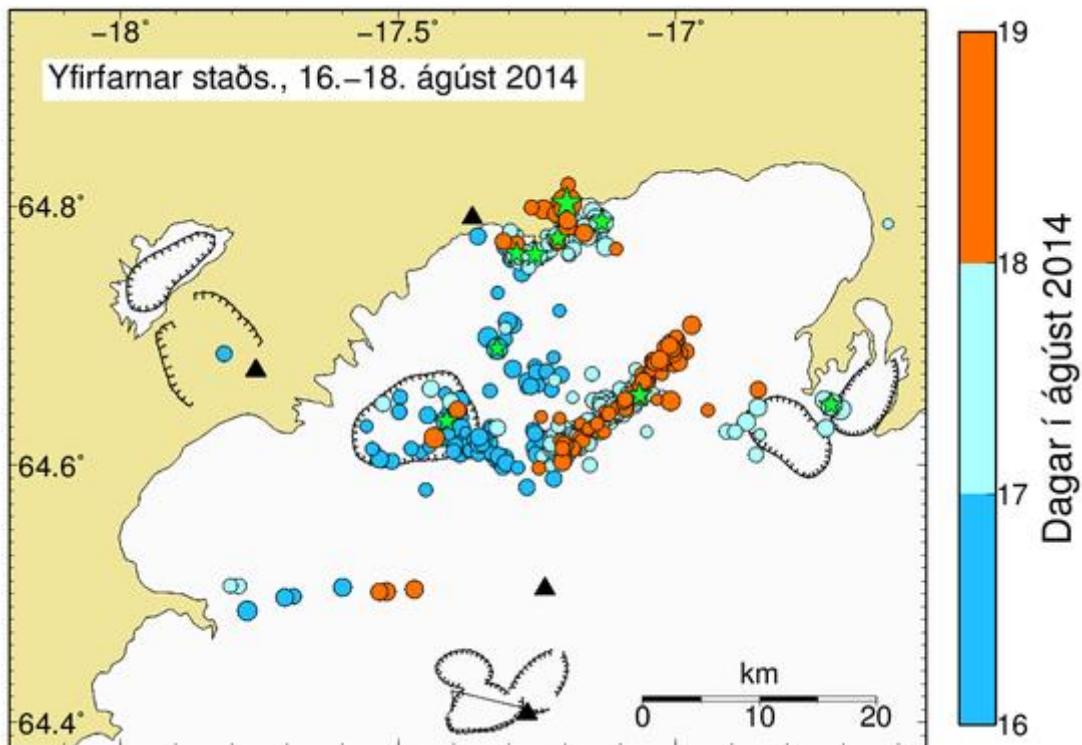 −18˚ −17.5˚ −17˚
Yfirfarnar staðs., 16.−18. ágúst 2014
64.8˚
64.6˚
64.4˚
km
0 10 20
19
18
17
16
Dagar í ágúst 2014